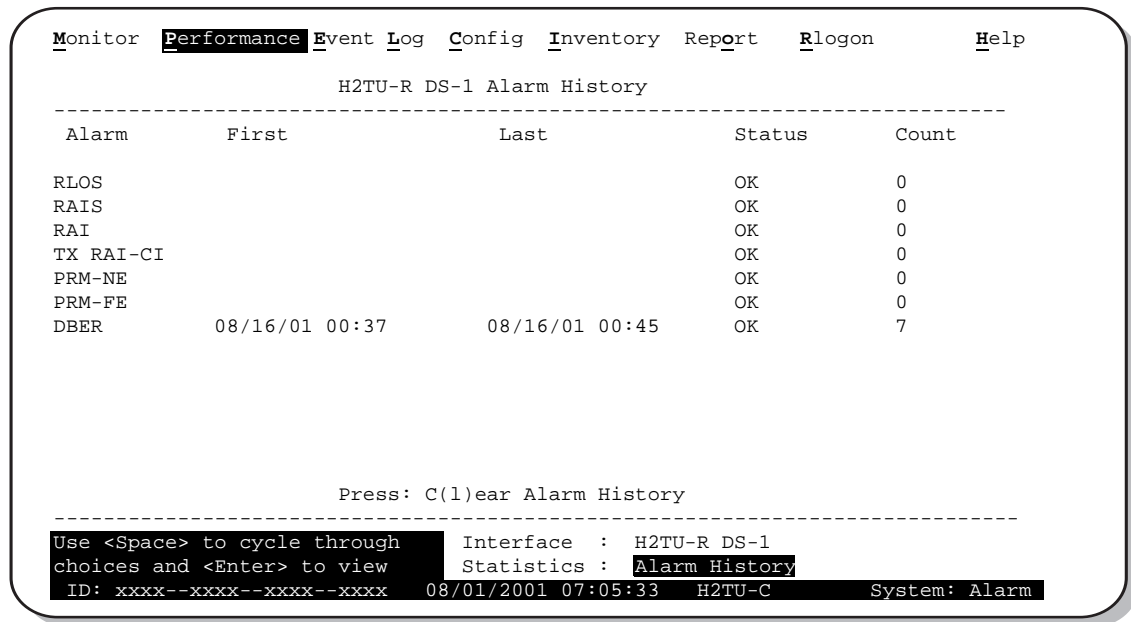 Monitor Performance Event Log Config Inventory Report Rlogon Help
H2TU-R DS-1 Alarm History
--------------------------------------------------------------------------------
Alarm First Last Status Count
RLOS OK 0
RAIS OK 0
RAI OK 0
TX RAI-CI OK 0
PRM-NE OK 0
PRM-FE OK 0
DBER 08/16/01 00:37 08/16/01 00:45 OK 7
Press: C(l)ear Alarm History
--------------------------------------------------------------------------------
Use <Space> to cycle through Interface : H2TU-R DS-1
choices and <Enter> to view Statistics : Alarm History
ID: xxxx--xxxx--xxxx--xxxx 08/01/2001 07:05:33 H2TU-C System: Alarm